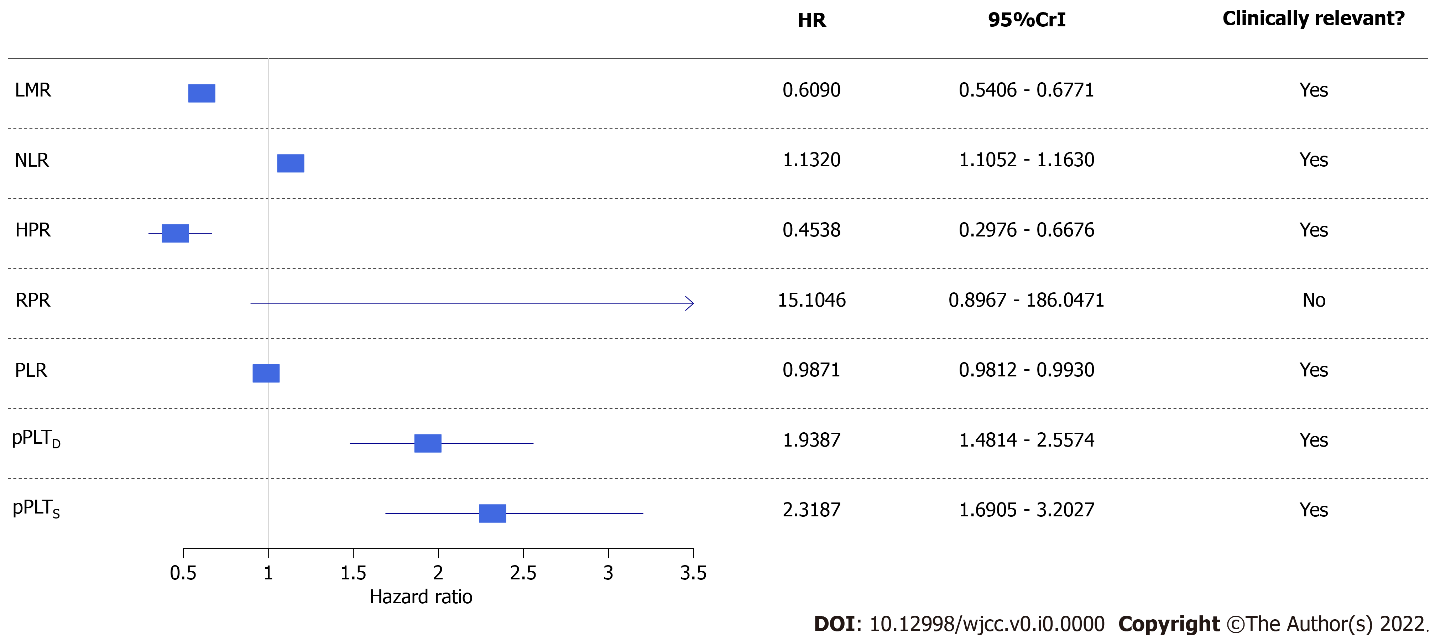 HR 95%CrI Clinically relevant?
LMR 0.6090 0.5406 - 0.6771 Yes
NLR 1.1320 1.1052 - 1.1630 Yes
HPR 0.4538 0.2976 - 0.6676 Yes
RPR 15.1046 0.8967 - 186.0471 No
PLR 0.9871 0.9812 - 0.9930 Yes
pPLTD 1.9387 1.4814 - 2.5574 Yes
pPLTS 2.3187 1.6905 - 3.2027 Yes
0.5 1 1.5 2 2.5 3 3.5
Hazard ratio
DOI: 10.12998/wjcc.v0.i0.0000 Copyright ©The Author(s) 2022.